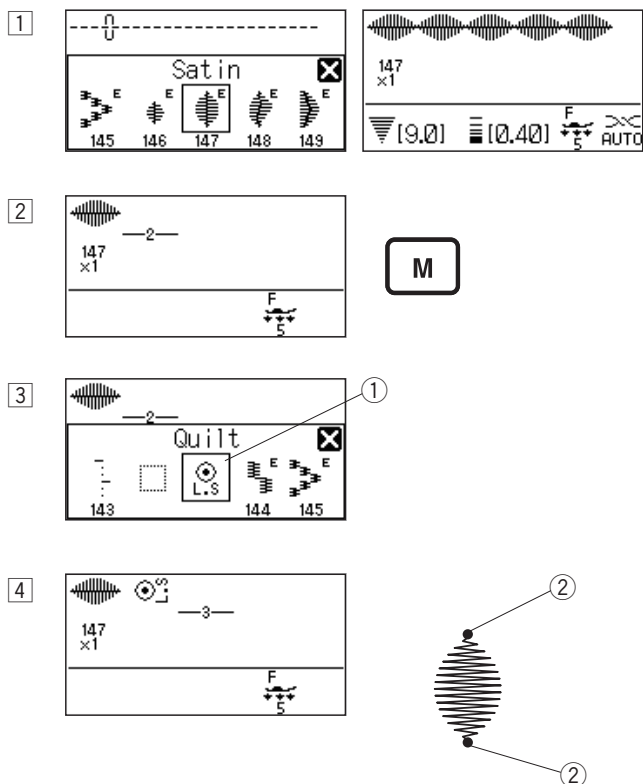 1
Satin
E E E E E
145 146 147 148 149
147
×1
[9.0] [0.40] F 5 AUTO
2
—2—
147
×1
F
5
M
3
—2—
Quilt
1
L.S E E
143 144 145
4
L.S —3—
147
×1
F
5
2
2